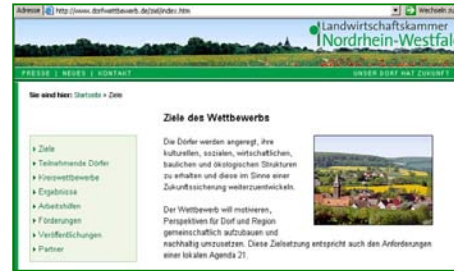 Adresse http://www.dorfwettbewerb.de/ziel/index.htm Wechseln zu
Landwirtschaftskammer
Nordrhein-Westfale
PRESSE | NEUES | KONTAKT UNSER DORF HAT ZUKUNFT
Sie sind hier: Startseite » Ziele
Ziele des Wettbewerbs
Ziele
Teilnehmende Dörfer
Kreiswettbewerbe
Ergebnisse
Arbeitshilfen
Förderungen
Veröffentlichungen
Partner
Die Dörfer werden angeregt, ihre
kulturellen, sozialen, wirtschaftlichen,
baulichen und ökologischen Strukturen
zu erhalten und diese im Sinne einer
Zukunftssicherung weiterzuentwickeln.
Der Wettbewerb will motivieren,
Perspektiven für Dorf und Region
gemeinschaftlich aufzubauen und
nachhaltig umzusetzen. Diese Zielsetzung entspricht auch den Anforderungen
einer lokalen Agenda 21.